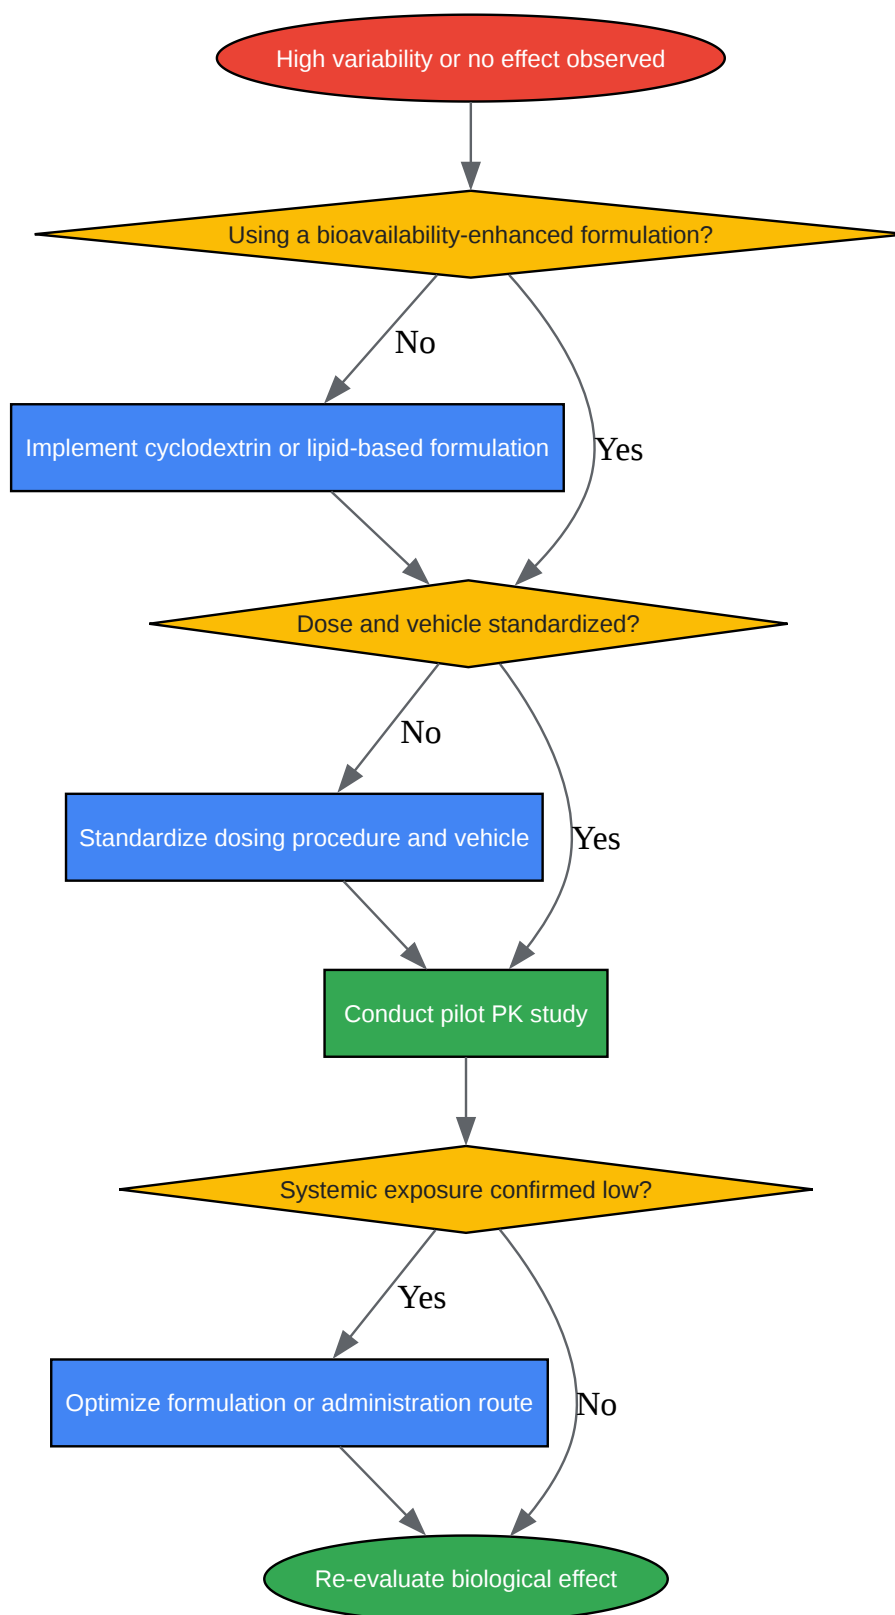 High variability or no effect observed
Using a bioavailability-enhanced formulation?
No
Implement cyclodextrin or lipid-based formulation
Yes
Dose and vehicle standardized?
No
Standardize dosing procedure and vehicle
Yes
Conduct pilot PK study
Systemic exposure confirmed low?
Yes
Optimize formulation or administration route
No
Re-evaluate biological effect